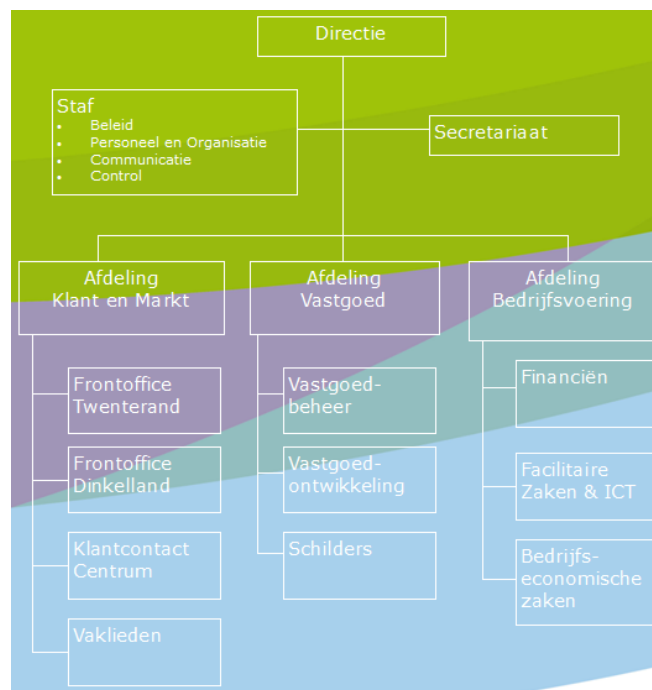 Directie
Staf
• Beleid
• Personeel en Organisatie
• Communicatie
• Control
Secretariaat
Afdeling
Klant en Markt
Frontoffice
Twenterand
Frontoffice
Dinkelland
Klantcontact
Centrum
Vaklieden
Afdeling
Vastgoed
Vastgoed-
beheer
Vastgoed-
ontwikkeling
Schilders
Afdeling
Bedrijfsvoering
Financiën
Facilitaire
Zaken & ICT
Bedrijfs-
economische
zaken